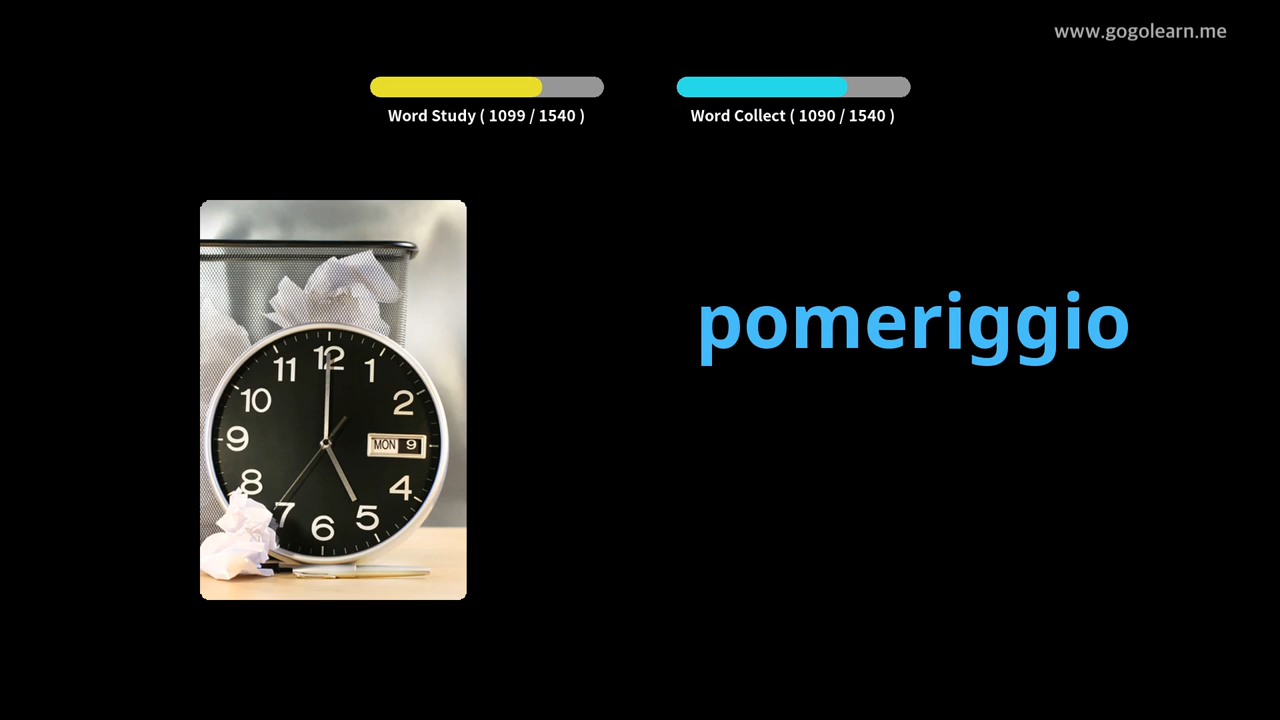 www.gogolearn.me
Word Study ( 1099 / 1540 )
Word Collect ( 1090 / 1540 )
pomeriggio
12
11
1
10
2
9
MON 9
8
4
7
5
6